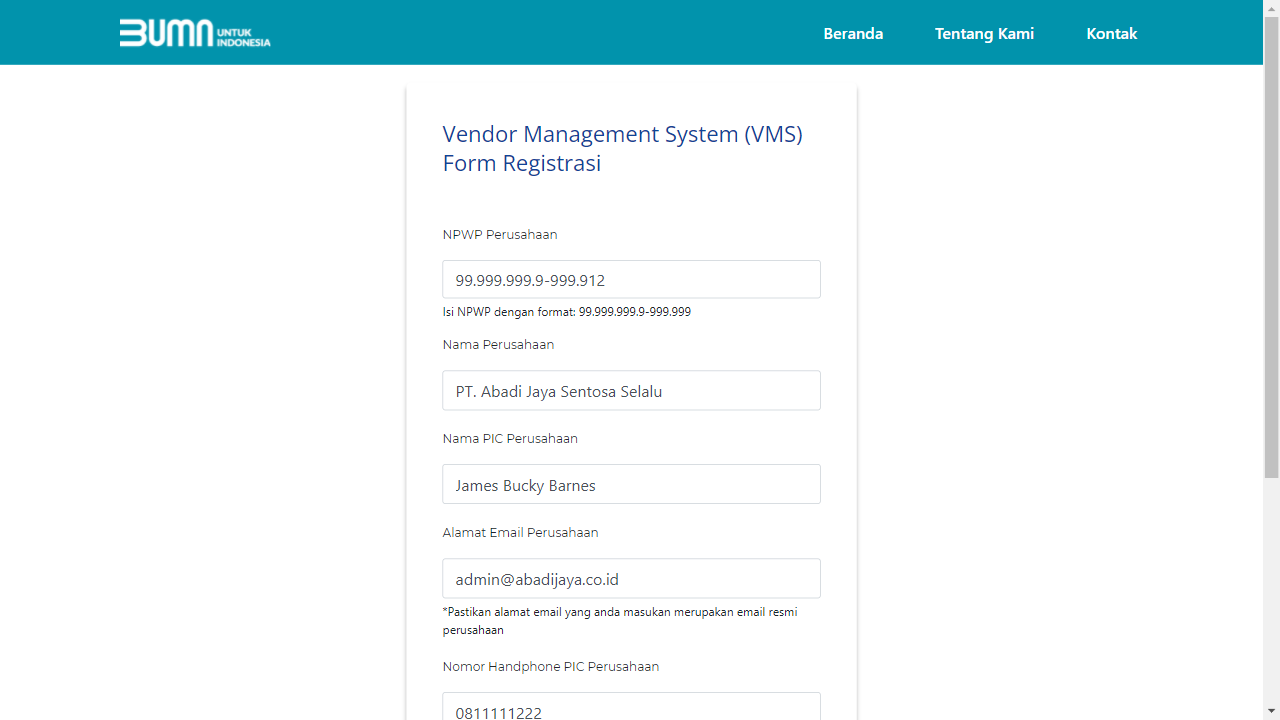 BUMN UNTUK
INDONESIA
Beranda Tentang Kami Kontak
Vendor Management System (VMS)
Form Registrasi
NPWP Perusahaan
99.999.999.9-999.912
Isi NPWP dengan format: 99.999.999.9-999.999
Nama Perusahaan
PT. Abadi Jaya Sentosa Selalu
Nama PIC Perusahaan
James Bucky Barnes
Alamat Email Perusahaan
admin@abadijaya.co.id
*Pastikan alamat email yang anda masukan merupakan email resmi
perusahaan
Nomor Handphone PIC Perusahaan
0811111222